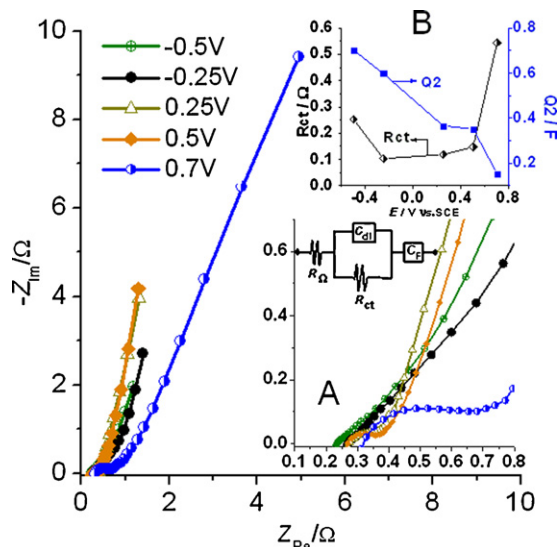 -0.5V
-0.25V
0.25V
0.5V
0.7V
-Z_Im/Ω
10
8
6
4
2
0
0 2 4 6 8 10
Z_Re/Ω
B
Rct / Ω
0.6
0.5
0.4
0.3
0.2
0.1
0.0
Q2
Rct
0.8
0.6
0.4
0.2
Q2 / F
-0.4 0.0 0.4 0.8
E / V vs.SCE
C_dl
C_F
R_Ω
R_ct
A
0.6
0.4
0.2
0.0
0.1 0.2 0.3 0.4 0.5 0.6 0.7 0.8